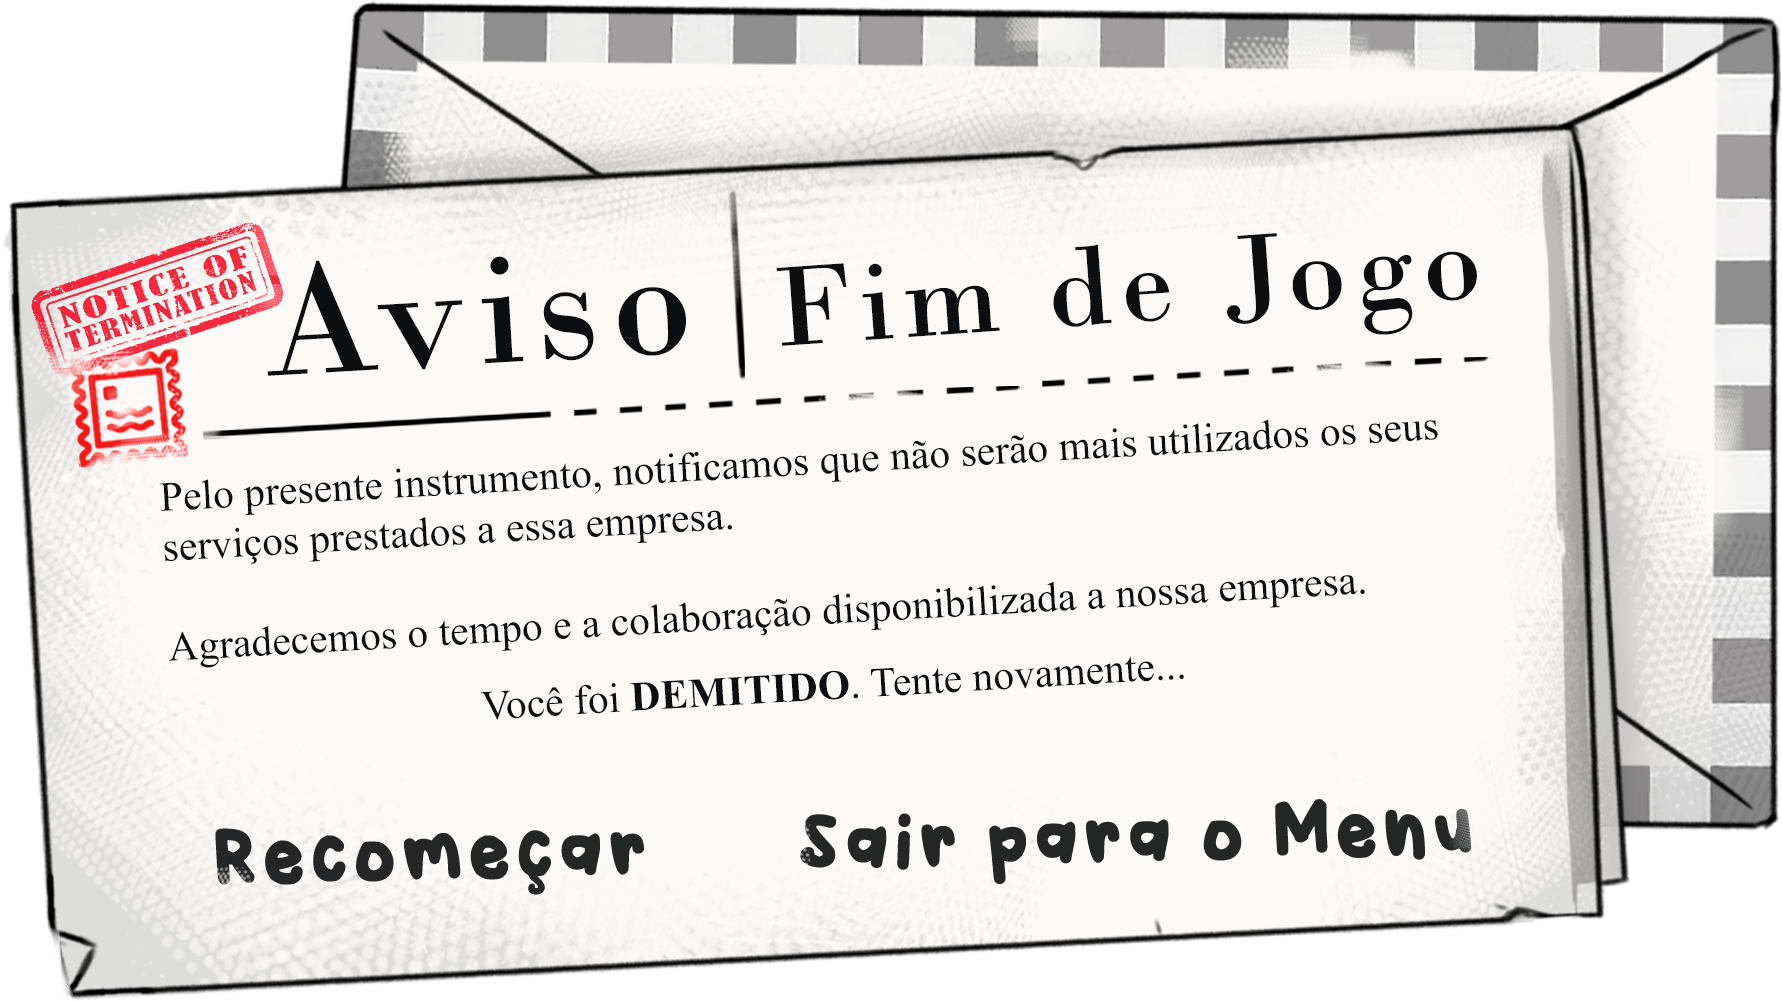 NOTICE OF
TERMINATION
Aviso | Fim de Jogo
Pelo presente instrumento, notificamos que não serão mais utilizados os seus
serviços prestados a essa empresa.
Agradecemos o tempo e a colaboração disponibilizada a nossa empresa.
Você foi DEMITIDO. Tente novamente...
Recomeçar
Sair para o Menu